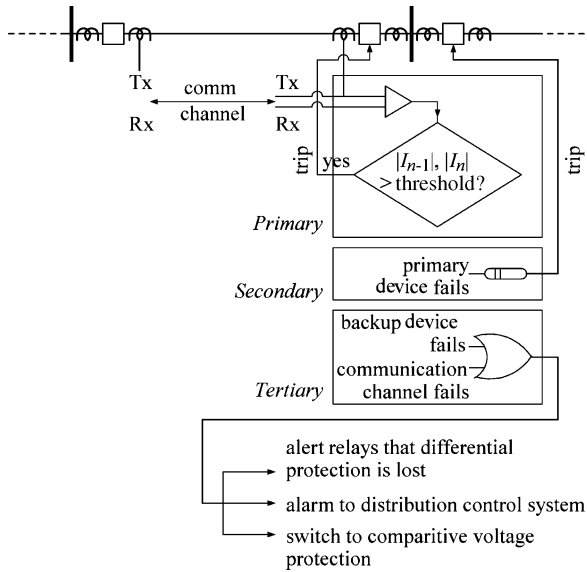 Tx
comm
channel
Rx
Tx
Rx
trip
yes
|I_{n-1}|, |I_n|
> threshold?
trip
Primary
primary
device fails
Secondary
backup device
fails
communication
channel fails
Tertiary
alert relays that differential
protection is lost
alarm to distribution control system
switch to comparitive voltage
protection